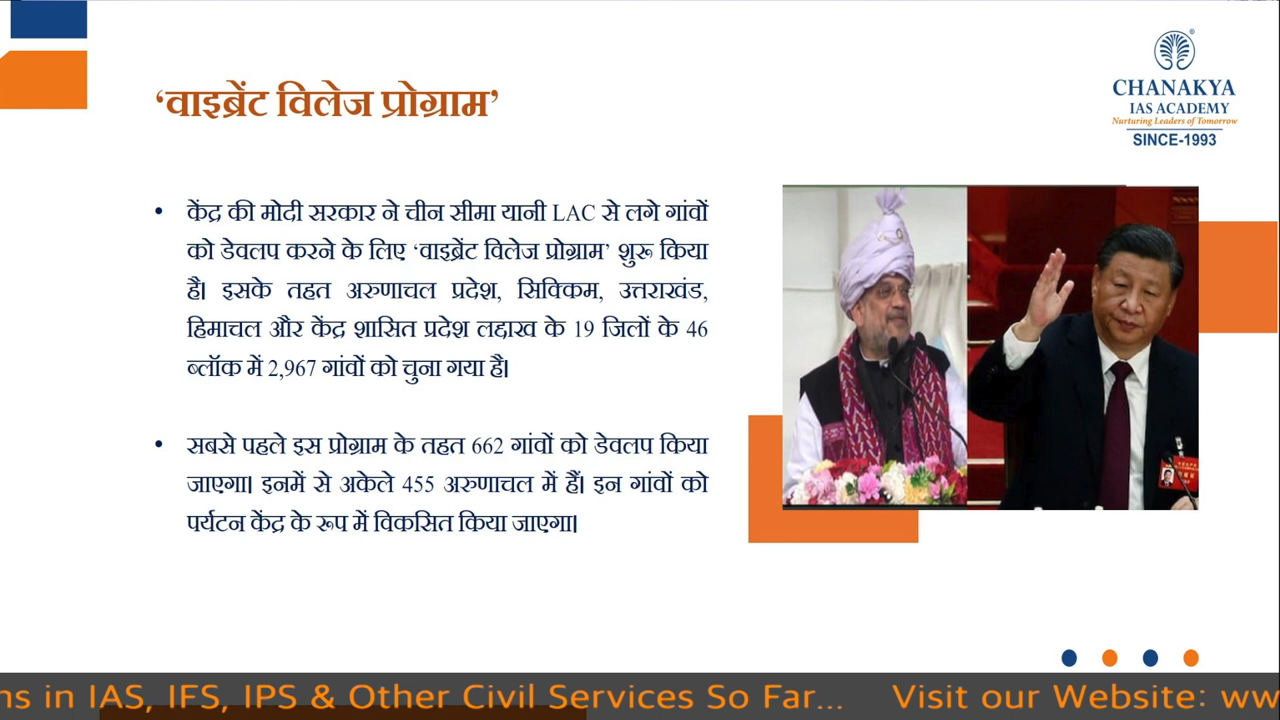 ‘वाइब्रेंट विलेज प्रोग्राम’
CHANAKYA
IAS ACADEMY
Nurturing Leaders of Tomorrow
SINCE-1993
• केंद्र की मोदी सरकार ने चीन सीमा यानी LAC से लगे गांवों
को डेवलप करने के लिए ‘वाइब्रेंट विलेज प्रोग्राम’ शुरू किया
है। इसके तहत अरुणाचल प्रदेश, सिक्किम, उत्तराखंड,
हिमाचल और केंद्र शासित प्रदेश लद्दाख के 19 जिलों के 46
ब्लॉक में 2,967 गांवों को चुना गया है।
• सबसे पहले इस प्रोग्राम के तहत 662 गांवों को डेवलप किया
जाएगा। इनमें से अकेले 455 अरुणाचल में हैं। इन गांवों को
पर्यटन केंद्र के रूप में विकसित किया जाएगा।
ns in IAS, IFS, IPS & Other Civil Services So Far... Visit our Website: ww